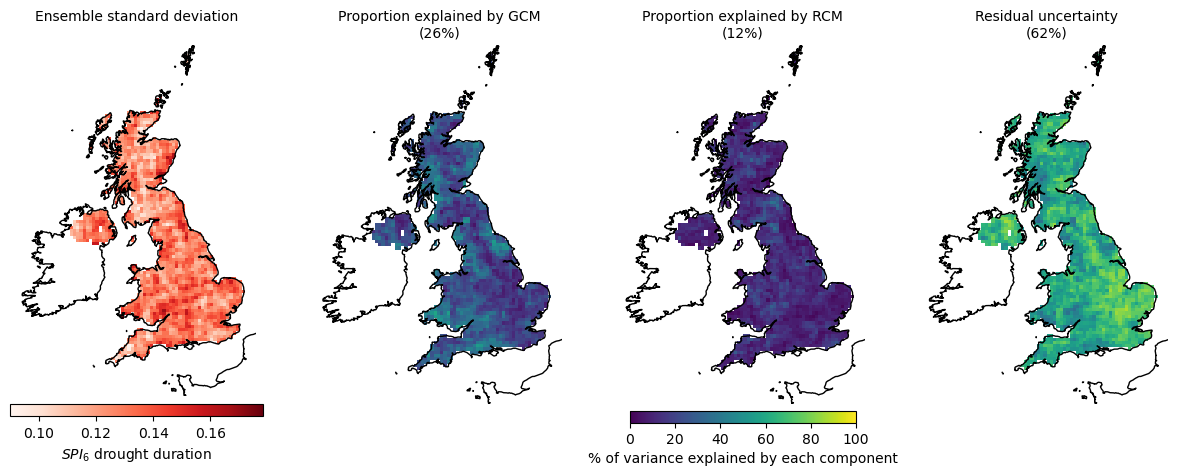 Ensemble standard deviation
Proportion explained by GCM
(26%)
Proportion explained by RCM
(12%)
Residual uncertainty
(62%)
0.10 0.12 0.14 0.16
SPI6 drought duration
0 20 40 60 80 100
% of variance explained by each component